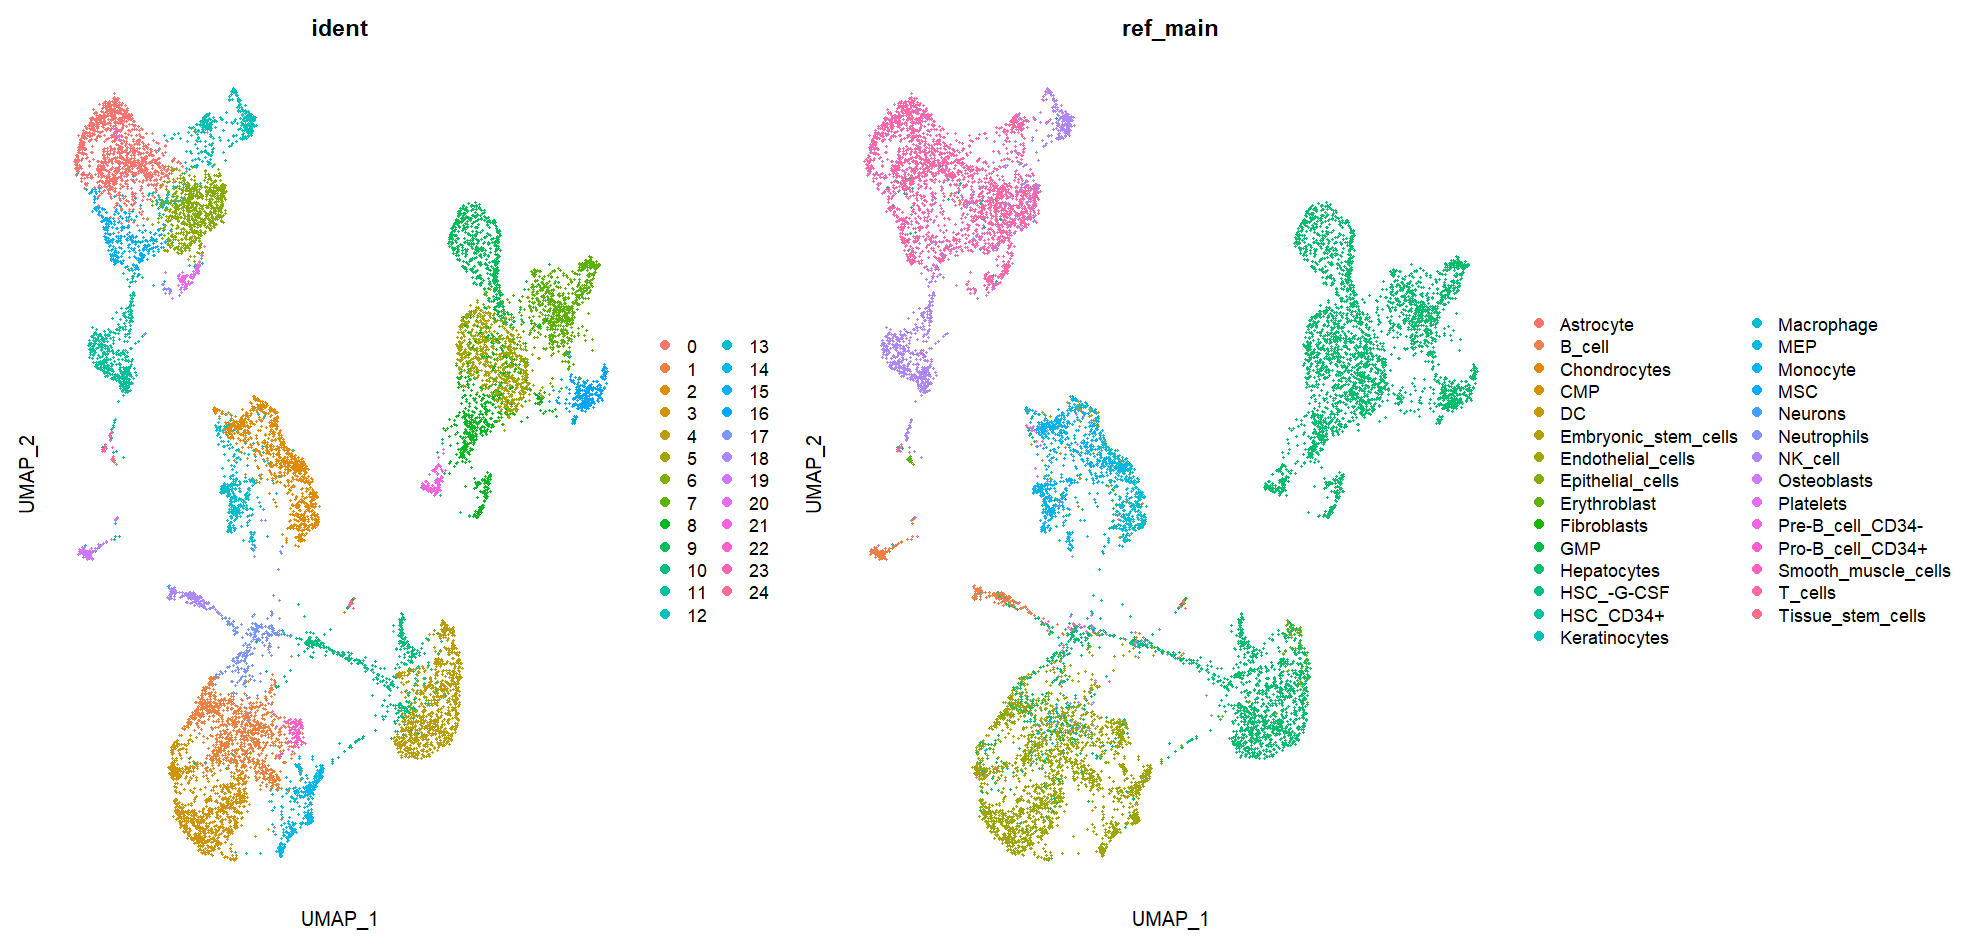 ident
UMAP_2
UMAP_1
0
1
2
3
4
5
6
7
8
9
10
11
12
13
14
15
16
17
18
19
20
21
22
23
24
ref_main
UMAP_2
UMAP_1
Astrocyte
B_cell
Chondrocytes
CMP
DC
Embryonic_stem_cells
Endothelial_cells
Epithelial_cells
Erythroblast
Fibroblasts
GMP
Hepatocytes
HSC_-G-CSF
HSC_CD34+
Keratinocytes
Macrophage
MEP
Monocyte
MSC
Neurons
Neutrophils
NK_cell
Osteoblasts
Platelets
Pre-B_cell_CD34-
Pro-B_cell_CD34+
Smooth_muscle_cells
T_cells
Tissue_stem_cells